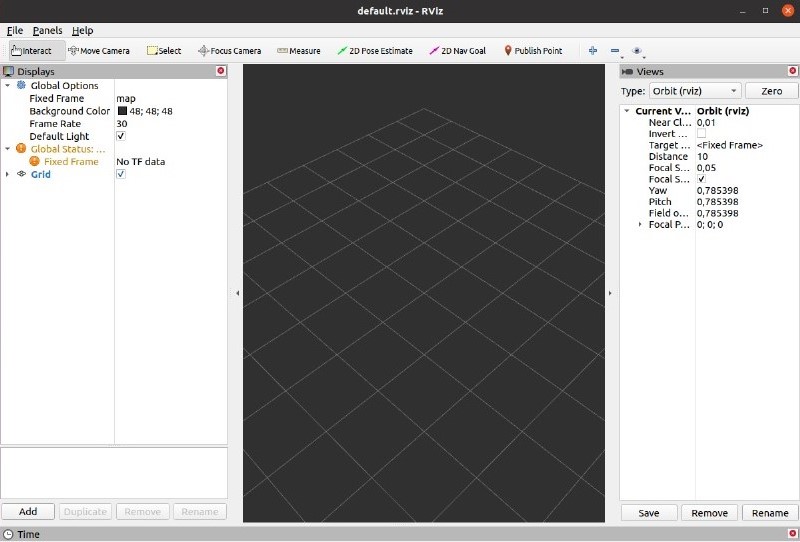 default.rviz - RViz
File Panels Help
Interact Move Camera Select Focus Camera Measure 2D Pose Estimate 2D Nav Goal Publish Point
Displays
Global Options
Fixed Frame map
Background Color 48; 48; 48
Frame Rate 30
Default Light
Global Status: ...
Fixed Frame No TF data
Grid
Add Duplicate Remove Rename
Views
Type: Orbit (rviz) Zero
Current V... Orbit (rviz)
Near Cl... 0,01
Invert ...
Target ... <Fixed Frame>
Distance 10
Focal S... 0,05
Focal S...
Yaw 0,785398
Pitch 0,785398
Field o... 0,785398
Focal P... 0; 0; 0
Save Remove Rename
Time